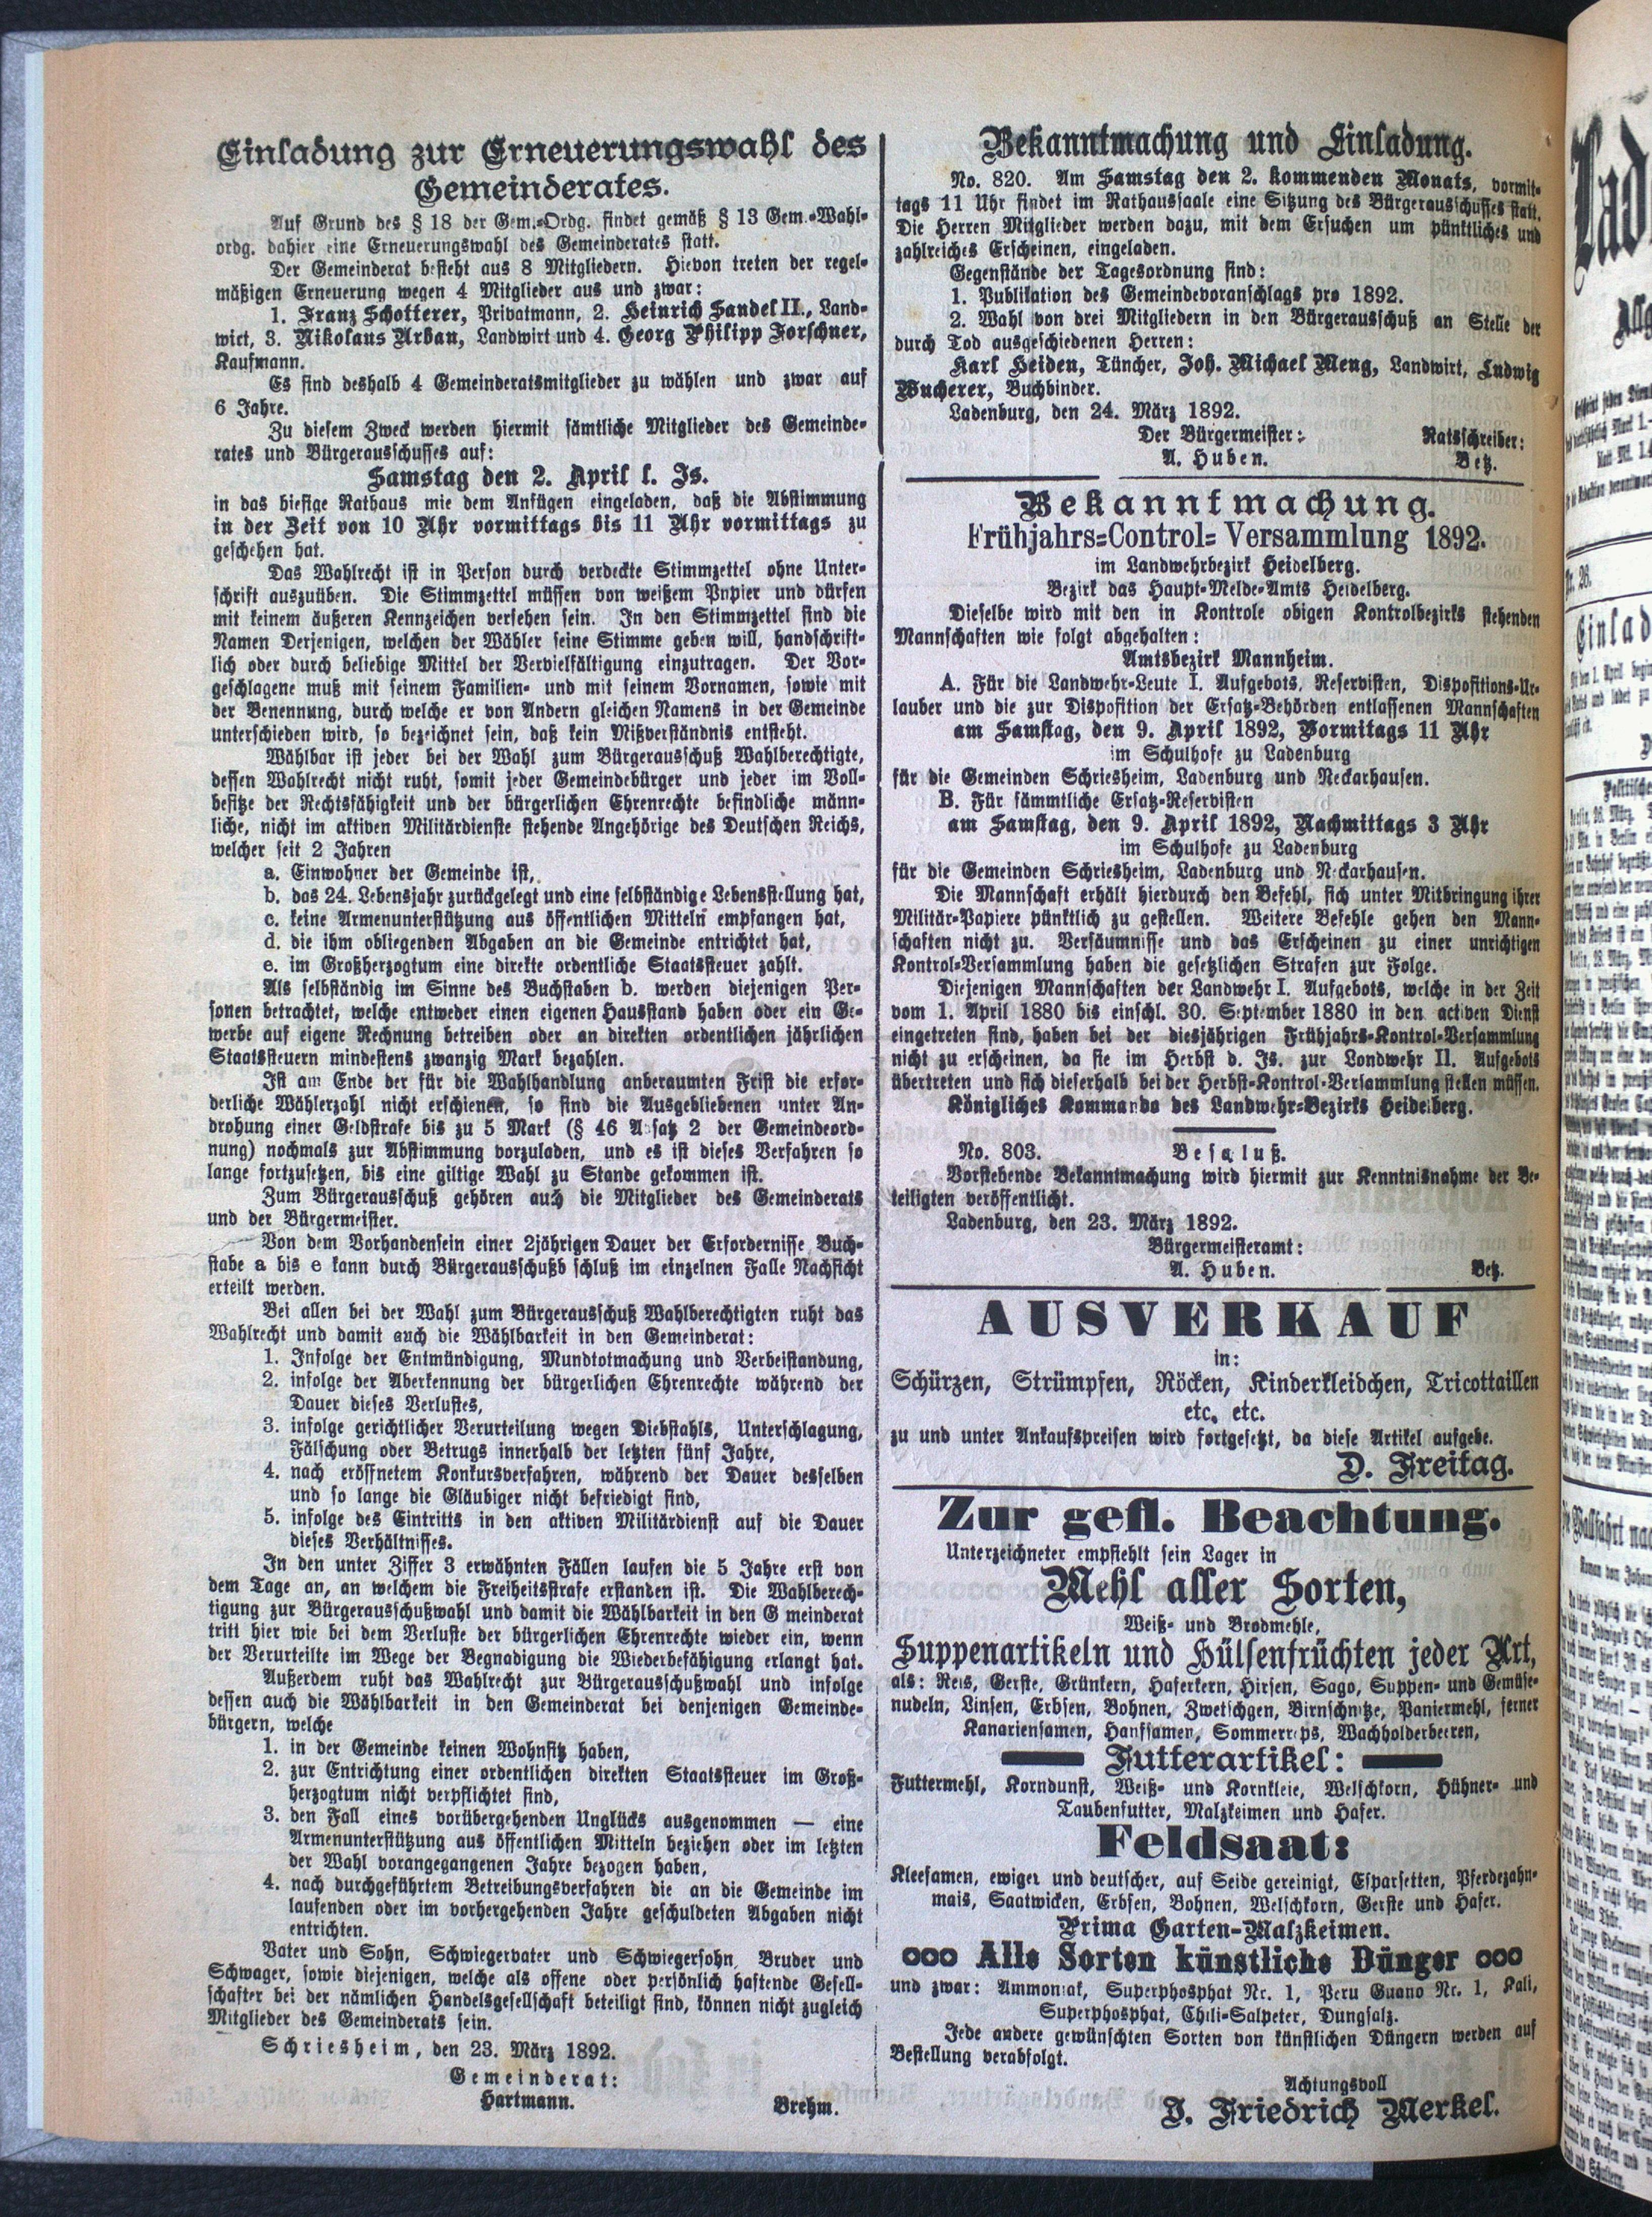 Einladung zur Erneuerungswahl des
Gemeinderates.
Auf Grund des § 18 der Gem.-Ordg. findet gemäß § 13 Gem.-Wahl-
ordg. dahier eine Erneuerungswahl des Gemeinderates statt.
Der Gemeinderat besteht aus 8 Mitgliedern. Hievon treten der regel-
mäßigen Erneuerung wegen 4 Mitglieder aus und zwar:
1. Franz Schotterer, Privatmann, 2. Heinrich Sandel II., Land-
wirt, 3. Nikolaus Urban, Landwirt und 4. Georg Philipp Forschner,
Kaufmann.
Es sind deshalb 4 Gemeinderatsmitglieder zu wählen und zwar auf
6 Jahre.
Zu diesem Zweck werden hiermit sämtliche Mitglieder des Gemeinde-
rates und Bürgerausschusses auf:
Samstag den 2. April l. Js.
in das hiesige Rathaus mie dem Anfügen eingeladen, daß die Abstimmung
in der Zeit von 10 Uhr vormittags bis 11 Uhr vormittags zu
geschehen hat.
Das Wahlrecht ist in Person durch verdeckte Stimmzettel ohne Unter-
schrift auszuüben. Die Stimmzettel müssen von weißem Papier und dürfen
mit keinem äußeren Kennzeichen versehen sein. In den Stimmzettel sind die
Namen Derjenigen, welchen der Wähler seine Stimme geben will, handschrift-
lich oder durch beliebige Mittel der Vervielfältigung einzutragen. Der Vor-
geschlagene muß mit seinem Familien- und mit seinem Vornamen, sowie mit
der Benennung, durch welche er von Andern gleichen Namens in der Gemeinde
unterschieden wird, so bezeichnet sein, daß kein Mißverständnis entsteht.
Wählbar ist jeder bei der Wahl zum Bürgerausschuß Wahlberechtigte,
dessen Wahlrecht nicht ruht, somit jeder Gemeindebürger und jeder im Voll-
besitze der Rechtsfähigkeit und der bürgerlichen Ehrenrechte befindliche männ-
liche, nicht im aktiven Militärdienste stehende Angehörige des Deutschen Reichs,
welcher seit 2 Jahren
a. Einwohner der Gemeinde ist,
b. das 24. Lebensjahr zurückgelegt und eine selbständige Lebensstellung hat,
c. keine Armenunterstützung aus öffentlichen Mitteln empfangen hat,
d. die ihm obliegenden Abgaben an die Gemeinde entrichtet hat,
e. im Großherzogtum eine direkte ordentliche Staatssteuer zahlt.
Als selbständig im Sinne des Buchstaben b. werden diejenigen Per-
sonen betrachtet, welche entweder einen eigenen Hausstand haben oder ein Ge-
werbe auf eigene Rechnung betreiben oder an direkten ordentlichen jährlichen
Staatssteuern mindestens zwanzig Mark bezahlen.
Ist am Ende der für die Wahlhandlung anberaumten Frist die erfor-
derliche Wählerzahl nicht erschienen, so sind die Ausgebliebenen unter An-
drohung einer Geldstrafe bis zu 5 Mark (§ 46 Absatz 2 der Gemeindeord-
nung) nochmals zur Abstimmung vorzuladen, und es ist dieses Verfahren so
lange fortzusetzen, bis eine giltige Wahl zu Stande gekommen ist.
Zum Bürgerausschuß gehören auch die Mitglieder des Gemeinderats
und der Bürgermeister.
Von dem Vorhandensein einer 2jährigen Dauer der Erfordernisse Buch-
stabe a bis e kann durch Bürgerausschußb schluß im einzelnen Falle Nachsicht
erteilt werden.
Bei allen bei der Wahl zum Bürgerausschuß Wahlberechtigten ruht das
Wahlrecht und damit auch die Wählbarkeit in den Gemeinderat:
1. Infolge der Entmündigung, Mundtotmachung und Verbeistandung,
2. infolge der Aberkennung der bürgerlichen Ehrenrechte während der
Dauer dieses Verlustes,
3. infolge gerichtlicher Verurteilung wegen Diebstahls, Unterschlagung,
Fälschung oder Betrugs innerhalb der letzten fünf Jahre,
4. nach eröffnetem Konkursverfahren, während der Dauer desselben
und so lange die Gläubiger nicht befriedigt sind,
5. infolge des Eintritts in den aktiven Militärdienst auf die Dauer
dieses Verhältnisses.
In den unter Ziffer 3 erwähnten Fällen laufen die 5 Jahre erst von
dem Tage an, an welchem die Freiheitsstrafe erstanden ist. Die Wahlberech-
tigung zur Bürgerausschußwahl und damit die Wählbarkeit in den G meinderat
tritt hier wie bei dem Verluste der bürgerlichen Ehrenrechte wieder ein, wenn
der Verurteilte im Wege der Begnadigung die Wiederbefähigung erlangt hat.
Außerdem ruht das Wahlrecht zur Bürgerausschußwahl und infolge
dessen auch die Wählbarkeit in den Gemeinderat bei denjenigen Gemeinde-
bürgern, welche
1. in der Gemeinde keinen Wohnsitz haben,
2. zur Entrichtung einer ordentlichen direkten Staatssteuer im Groß-
herzogtum nicht verpflichtet sind,
3. den Fall eines vorübergehenden Unglücks ausgenommen — eine
Armenunterstützung aus öffentlichen Mitteln beziehen oder im letzten
der Wahl vorangegangenen Jahre bezogen haben,
4. nach durchgeführtem Betreibungsverfahren die an die Gemeinde im
laufenden oder im vorhergehenden Jahre geschuldeten Abgaben nicht
entrichten.
Vater und Sohn, Schwiegervater und Schwiegersohn, Bruder und
Schwager, sowie diejenigen, welche als offene oder persönlich haftende Gesell-
schafter bei der nämlichen Handelsgesellschaft beteiligt sind, können nicht zugleich
Mitglieder des Gemeinderats sein.
Schriesheim, den 23. März 1892.
Gemeinderat:
Hartmann. Brehm.
Bekanntmachung und Einladung.
No. 820. Am Samstag den 2. kommenden Monats, vormit-
tags 11 Uhr findet im Rathaussaale eine Sitzung des Bürgerausschusses statt.
Die Herren Mitglieder werden dazu, mit dem Ersuchen um pünktliches und
zahlreiches Erscheinen, eingeladen.
Gegenstände der Tagesordnung sind:
1. Publikation des Gemeindevoranschlags pro 1892.
2. Wahl von drei Mitgliedern in den Bürgerausschuß an Stelle der
durch Tod ausgeschiedenen Herren:
Karl Heiden, Tüncher, Joh. Michael Meng, Landwirt, Ludwig
Wucherer, Buchbinder.
Ladenburg, den 24. März 1892.
Der Bürgermeister: Ratsschreiber:
A. Huben. Betz.
Bekanntmachung.
Frühjahrs-Control-Versammlung 1892.
im Landwehrbezirk Heidelberg.
Bezirk das Haupt-Melde-Amts Heidelberg.
Dieselbe wird mit den in Kontrole obigen Kontrolbezirks stehenden
Mannschaften wie folgt abgehalten:
Amtsbezirk Mannheim.
A. Für die Landwehr-Leute I. Aufgebots, Reservisten, Dispositions-Ur-
lauber und die zur Disposition der Ersatz-Behörden entlassenen Mannschaften
am Samstag, den 9. April 1892, Vormitags 11 Uhr
im Schulhofe zu Ladenburg
für die Gemeinden Schriesheim, Ladenburg und Neckarhausen.
B. Für sämmtliche Ersatz-Reservisten
am Samstag, den 9. April 1892, Nachmittags 3 Uhr
im Schulhofe zu Ladenburg
für die Gemeinden Schriesheim, Ladenburg und Neckarhausen.
Die Mannschaft erhält hierdurch den Befehl, sich unter Mitbringung ihrer
Militär-Papiere pünktlich zu gestellen. Weitere Befehle gehen den Mann-
schaften nicht zu. Versäumnisse und das Erscheinen zu einer unrichtigen
Kontrol-Versammlung haben die gesetzlichen Strafen zur Folge.
Diejenigen Mannschaften der Landwehr I. Aufgebots, welche in der Zeit
vom 1. April 1880 bis einschl. 30. September 1880 in den activen Dienst
eingetreten sind, haben bei der diesjährigen Frühjahrs-Kontrol-Versammlung
nicht zu erscheinen, da sie im Herbst d. Js. zur Londwehr II. Aufgebots
übertreten und sich dieserhalb bei der Herbst-Kontrol-Versammlung stellen müssen.
Königliches Kommando des Landwehr-Bezirks Heidelberg.
No. 803. Beschluß.
Vorstehende Bekanntmachung wird hiermit zur Kenntnisnahme der Be-
teiligten veröffentlicht.
Ladenburg, den 23. März 1892.
Bürgermeisteramt:
A. Huben. Betz.
AUSVERKAUF
in:
Schürzen, Strümpfen, Röcken, Kinderkleidchen, Tricottaillen
etc. etc.
zu und unter Ankaufspreisen wird fortgesetzt, da diese Artikel aufgebe.
D. Freitag.
Zur gefl. Beachtung.
Unterzeichneter empfiehlt sein Lager in
Mehl aller Sorten,
Weiß- und Brodmehle,
Suppenartikeln und Hülsenfrüchten jeder Art,
als: Reis, Gerste, Grünkern, Haferkern, Hirsen, Sago, Suppen- und Gemüse-
nudeln, Linsen, Erbsen, Bohnen, Zwetschgen, Birnschnitze, Paniermehl, ferner
Kanariensamen, Hanfsamen, Sommerreps, Wachholderbeeren,
Futterartikel:
Futtermehl, Korndunst, Weiß- und Kornkleie, Welschkorn, Hühner- und
Taubenfutter, Malzkeimen und Hafer.
Feldsaat:
Kleesamen, ewiger und deutscher, auf Seide gereinigt, Esparsetten, Pferdezahn-
mais, Saatwicken, Erbsen, Bohnen, Welschkorn, Gerste und Hafer.
Prima Garten-Malzkeimen.
Alle Sorten künstliche Dünger
und zwar: Ammoniak, Superphosphat Nr. 1, Peru Guano Nr. 1, Kali,
Superphosphat, Chili-Salpeter, Dungsalz.
Jede andere gewünschten Sorten von künstlichen Düngern werden auf
Bestellung verabfolgt.
Achtungsvoll
J. Friedrich Merkel.